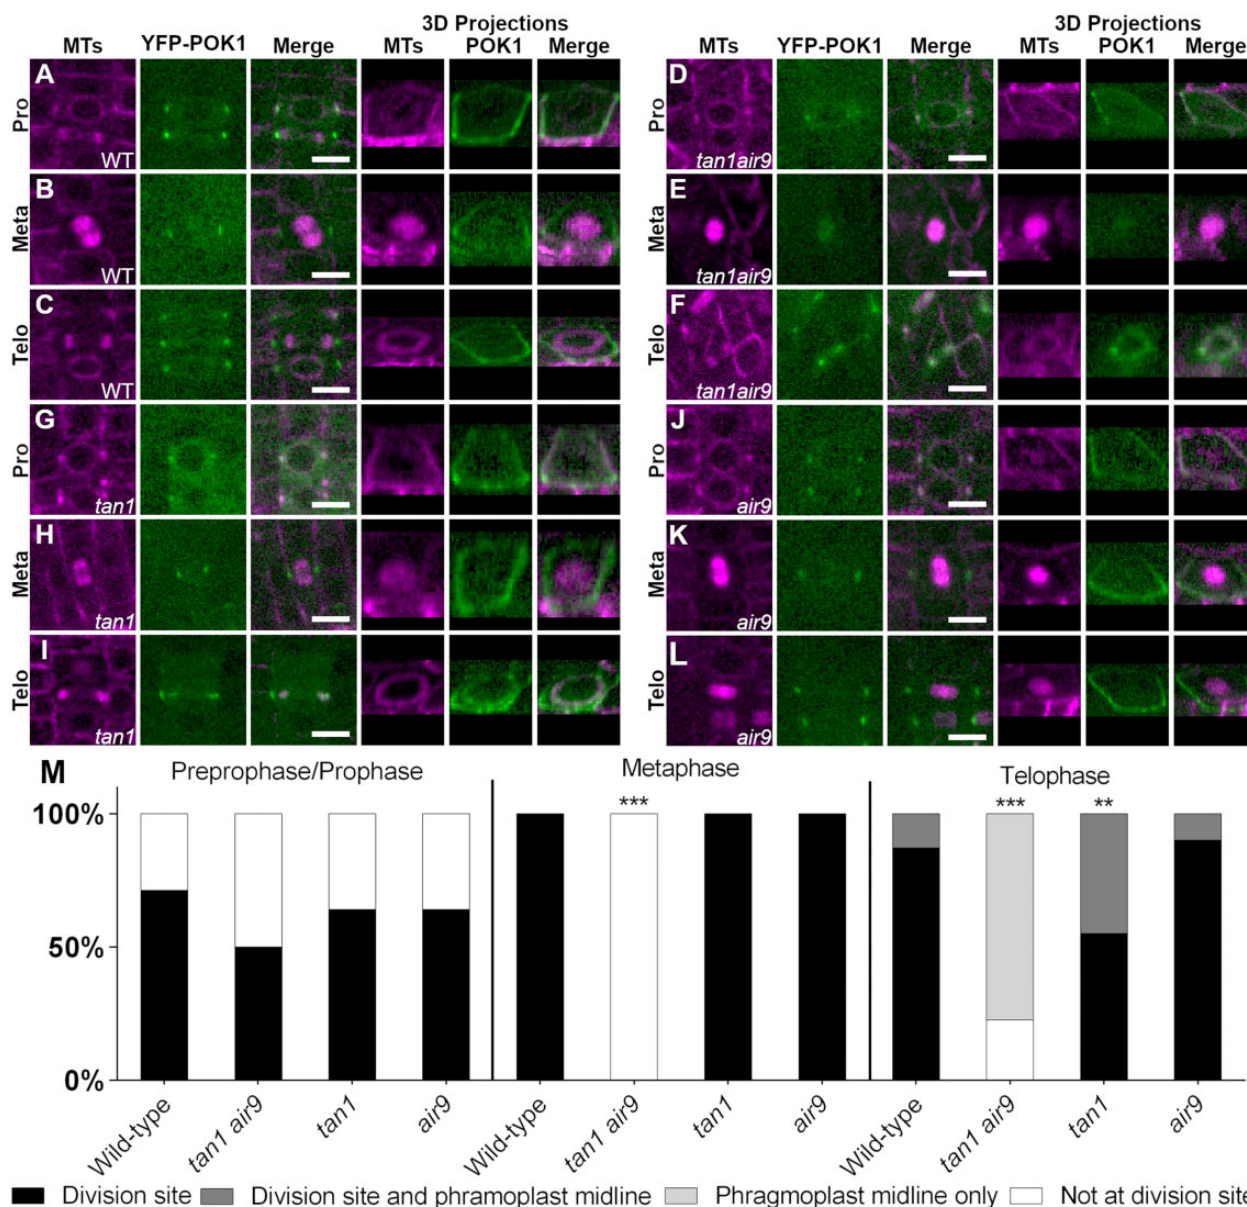 3D Projections
MTs YFP-POK1 Merge MTs POK1 Merge
A Pro WT
B Meta WT
C Telo WT
G Pro tan1
H Meta tan1
I Telo tan1
3D Projections
MTs YFP-POK1 Merge MTs POK1 Merge
D Pro tan1air9
E Meta tan1air9
F Telo tan1air9
J Pro air9
K Meta air9
L Telo air9
M Preprophase/Prophase Metaphase Telophase
*** *** **
100%
50%
0%
Wild-type tan1 air9 tan1 air9 Wild-type tan1 air9 tan1 air9 Wild-type tan1 air9 tan1 air9
Division site Division site and phramoplast midline Phragmoplast midline only Not at division site